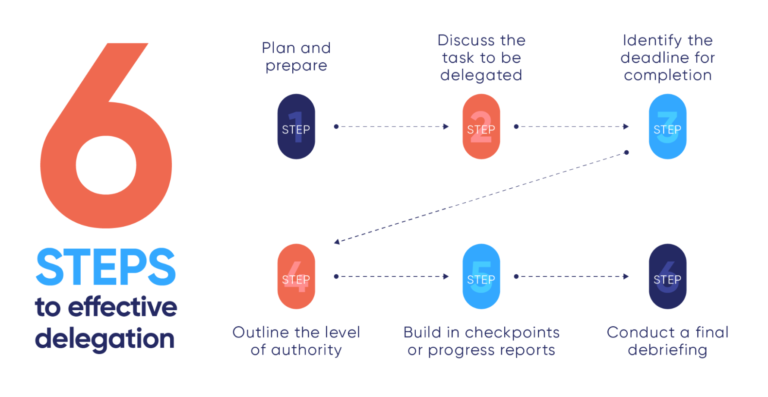 6
STEPS
to effective
delegation
Plan and
prepare
1
STEP
Discuss the
task to be
delegated
2
STEP
Identify the
deadline for
completion
3
STEP
4
STEP
Outline the level
of authority
5
STEP
Build in checkpoints
or progress reports
6
STEP
Conduct a final
debriefing